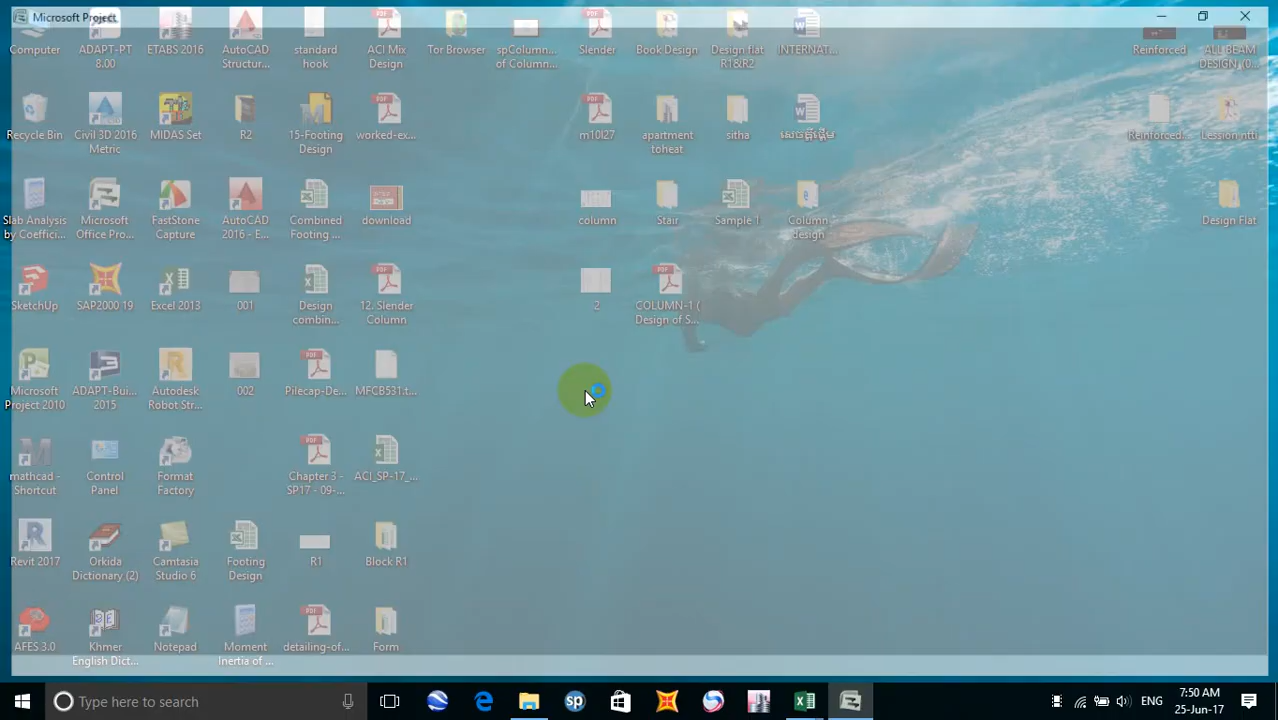 Microsoft Project
Computer
ADAPT-PT
8.00
ETABS 2016
AutoCAD
Structur...
standard
hook
ACI Mix
Design
Tor Browser
spColumn...
of Column...
Slender
Book Design
Design flat
R1&R2
INTERNAT...
Reinforced
ALL BEAM
DESIGN (0...
Recycle Bin
Civil 3D 2016
Metric
MIDAS Set
R2
15-Footing
Design
worked-ex...
m10l27
apartment
toheat
sitha
Reinforced...
Lession ntti
Slab Analysis
by Coeffici...
Microsoft
Office Pro...
FastStone
Capture
AutoCAD
2016 - E...
Combined
Footing ...
download
column
Stair
Sample 1
Column
design
Design Flat
SketchUp
SAP2000 19
Excel 2013
001
Design
combin...
12. Slender
Column
2
COLUMN-1 (
Design of S...
Microsoft
Project 2010
ADAPT-Bui...
2015
Autodesk
Robot Str...
002
Pilecap-De...
MFCB531.t...
mathcad -
Shortcut
Control
Panel
Format
Factory
Chapter 3 -
SP17 - 09-...
ACI_SP-17_...
Revit 2017
Orkida
Dictionary (2)
Camtasia
Studio 6
Footing
Design
R1
Block R1
AFES 3.0
Khmer
English Dict...
Notepad
Moment
Inertia of ...
detailing-of...
Form
Type here to search
ENG
7:50 AM
25-Jun-17